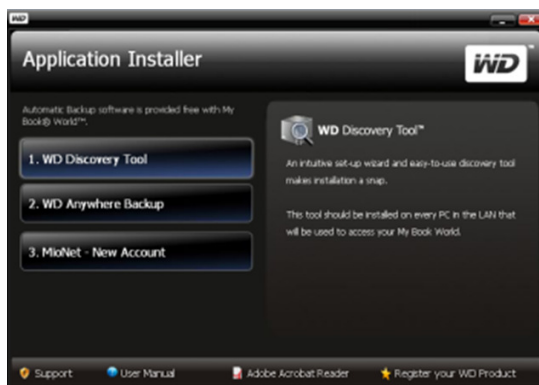 WD
Application Installer
WD
Automatic Backup software is provided free with My
Book® World™.
1. WD Discovery Tool
2. WD Anywhere Backup
3. MioNet - New Account
WD Discovery Tool™
An intuitive set-up wizard and easy-to-use discovery tool
makes installation a snap.
This tool should be installed on every PC in the LAN that
will be used to access your My Book World.
Support
User Manual
Adobe Acrobat Reader
Register your WD Product